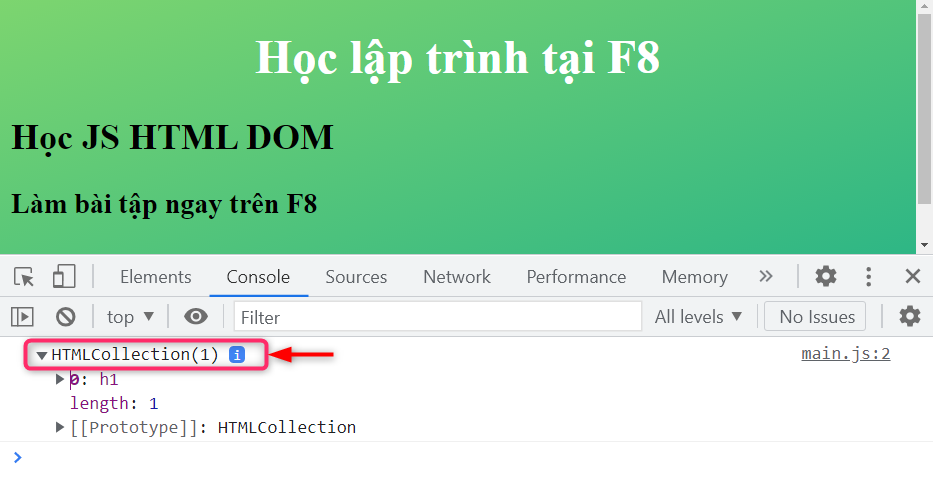 Học lập trình tại F8
Học JS HTML DOM
Làm bài tập ngay trên F8
Elements Console Sources Network Performance Memory »
top ▼ Filter All levels ▼ No Issues
▼HTMLCollection(1) i main.js:2
▶0: h1
length: 1
▶[[Prototype]]: HTMLCollection
>